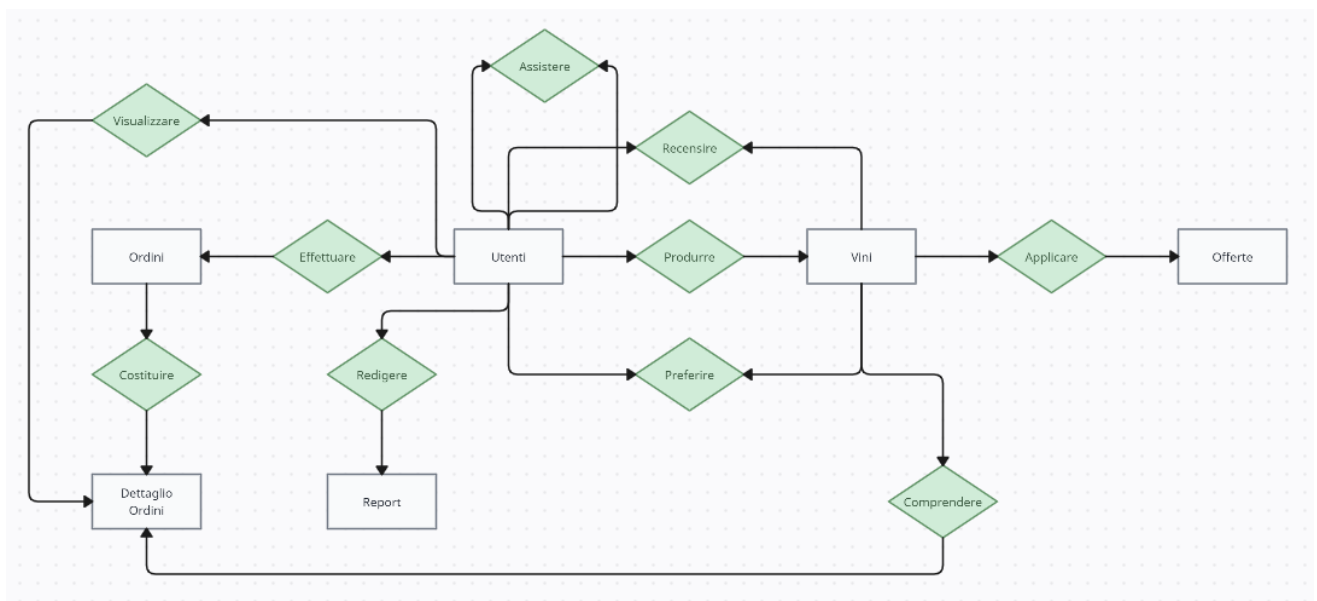 Assistere
Visualizzare
Recensire
Ordini
Effettuare
Utenti
Produrre
Vini
Applicare
Offerte
Costituire
Redigere
Preferire
Dettaglio
Ordini
Report
Comprendere